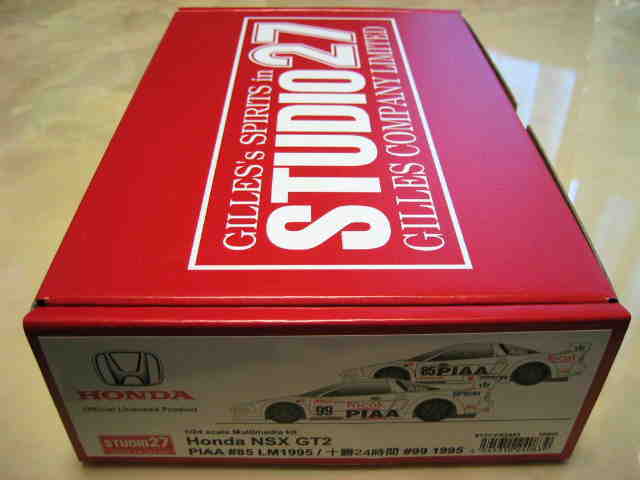 GILLES's SPIRITS in
STUDIO27
GILLES COMPANY LIMITED
HONDA
Official Licensed Product
STUDIO27
85 PIAA
99 PIAA
1/24 scale Multimedia kit
Honda NSX GT2
PIAA #85 LM1995 / 十勝24時間 #99 1995